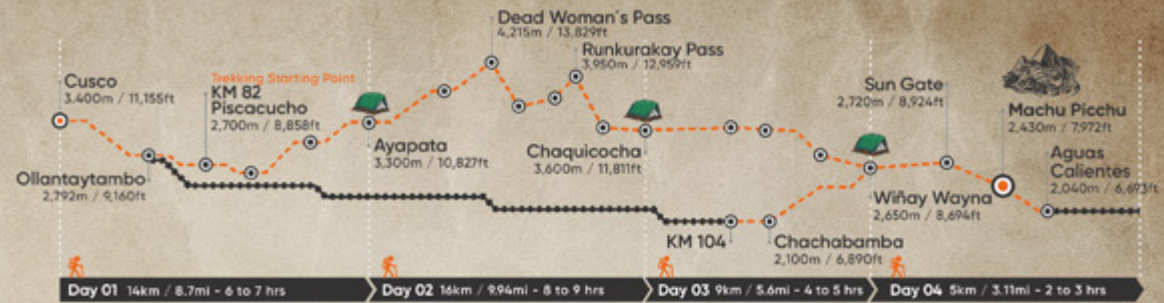 Dead Woman's Pass
4,215m / 13,829ft
Runkurakay Pass
3,950m / 12,959ft
Cusco
3.400m / 11,155ft
Trekking Starting Point
KM 82
Piscacucho
2,700m / 8,858ft
Sun Gate
2,720m / 8,924ft
Machu Picchu
2,430m / 7,972ft
Ayapata
3,300m / 10,827ft
Chaquicocha
3,600m / 11,811ft
Aguas
Calientes
2,040m / 6,693ft
Ollantaytambo
2,792m / 9,160ft
Wiñay Wayna
2,650m / 8,694ft
KM 104
Chachabamba
2,100m / 6,890ft
Day 01 14km / 8.7mi - 6 to 7 hrs
Day 02 16km / 9.94mi - 8 to 9 hrs
Day 03 9km / 5.6mi - 4 to 5 hrs
Day 04 5km / 3.11mi - 2 to 3 hrs